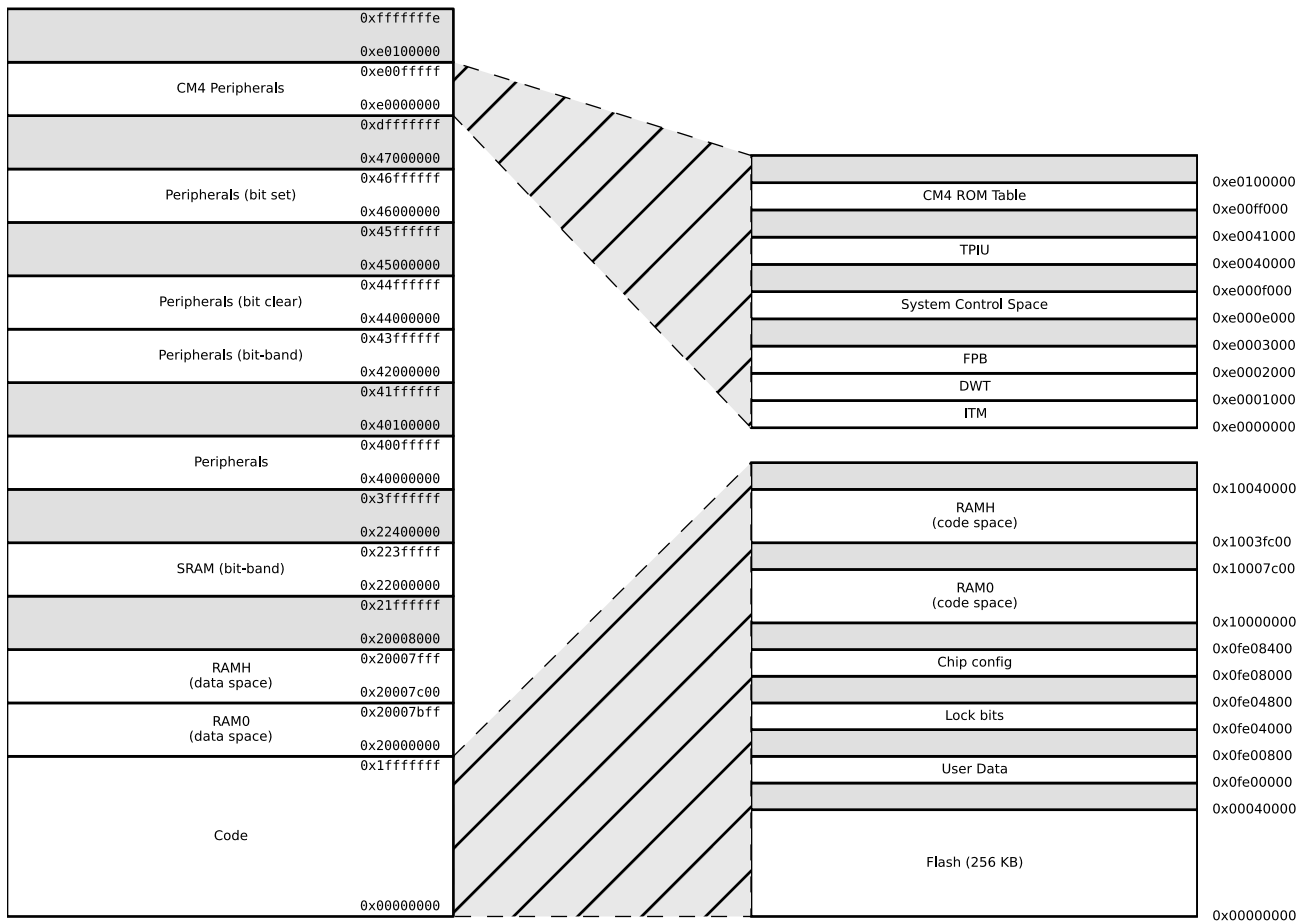 0xfffffffe
0xe0100000
0xe00fffff
CM4 Peripherals
0xe0000000
0xdfffffff
0x47000000
0x46ffffff
Peripherals (bit set)
0x46000000
0x45ffffff
0x45000000
0x44ffffff
Peripherals (bit clear)
0x44000000
0x43ffffff
Peripherals (bit-band)
0x42000000
0x41ffffff
0x40100000
0x400fffff
Peripherals
0x40000000
0x3fffffff
0x22400000
0x223fffff
SRAM (bit-band)
0x22000000
0x21ffffff
0x20008000
0x20007fff
RAMH
(data space)
0x20007c00
0x20007bff
RAM0
(data space)
0x20000000
0x1fffffff
Code
0x00000000
0xe0100000
CM4 ROM Table
0xe00ff000
0xe0041000
TPIU
0xe0040000
0xe000f000
System Control Space
0xe000e000
0xe0003000
FPB
0xe0002000
DWT
0xe0001000
ITM
0xe0000000
0x10040000
RAMH
(code space)
0x1003fc00
0x10007c00
RAM0
(code space)
0x10000000
0x0fe08400
Chip config
0x0fe08000
0x0fe04800
Lock bits
0x0fe04000
0x0fe00800
User Data
0x0fe00000
0x00040000
Flash (256 KB)
0x00000000